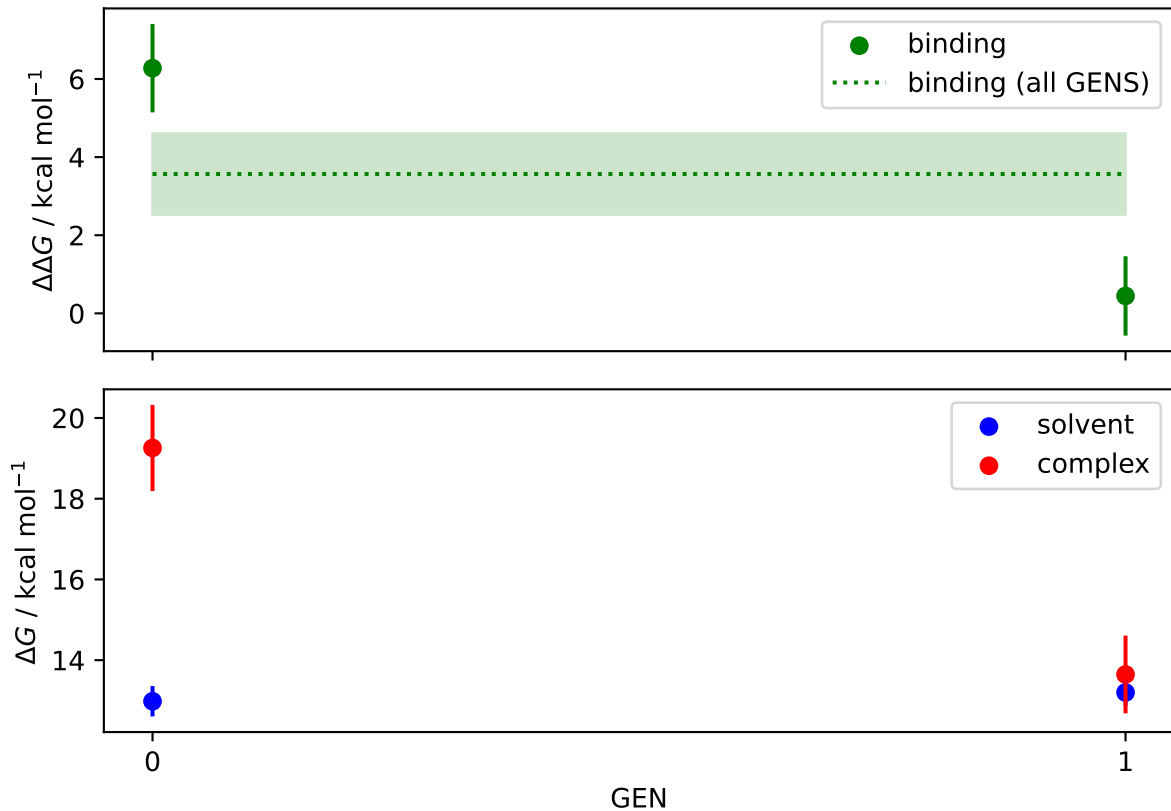 binding
binding (all GENS)
6
4
2
0
ΔΔG / kcal mol⁻¹
solvent
complex
20
18
16
14
ΔG / kcal mol⁻¹
0 1
GEN